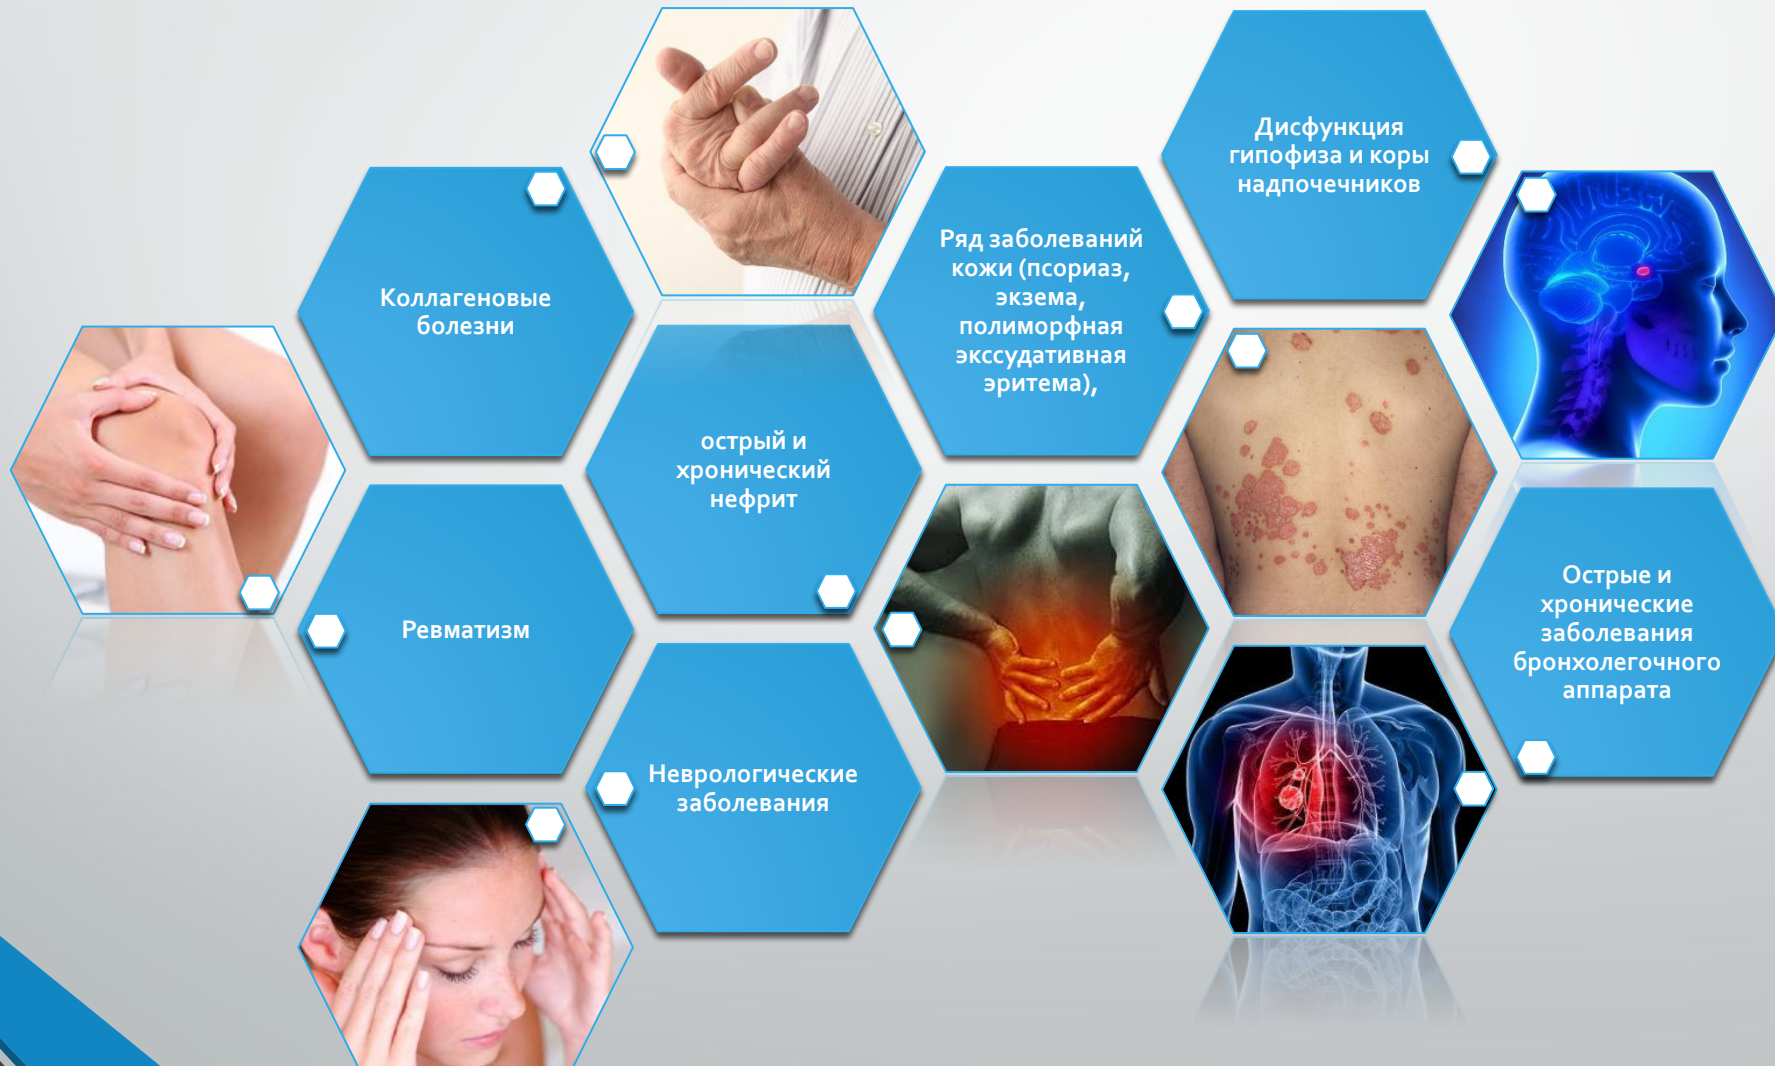 Коллагеновые
болезни
Ревматизм
острый и
хронический
нефрит
Неврологические
заболевания
Ряд заболеваний
кожи (псориаз,
экзема,
полиморфная
экссудативная
эритема),
Дисфункция
гипофиза и коры
надпочечников
Острые и
хронические
заболевания
бронхолегочного
аппарата